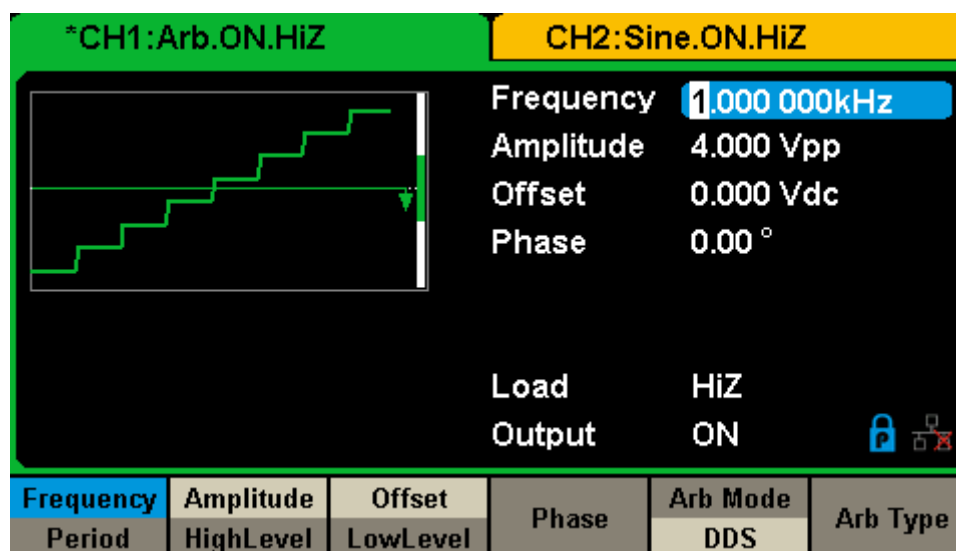 *CH1:Arb.ON.HiZ
CH2:Sine.ON.HiZ
Frequency 1.000 000kHz
Amplitude 4.000 Vpp
Offset 0.000 Vdc
Phase 0.00 °
Load HiZ
Output ON
P
Frequency Amplitude Offset Phase Arb Mode Arb Type
Period HighLevel LowLevel DDS